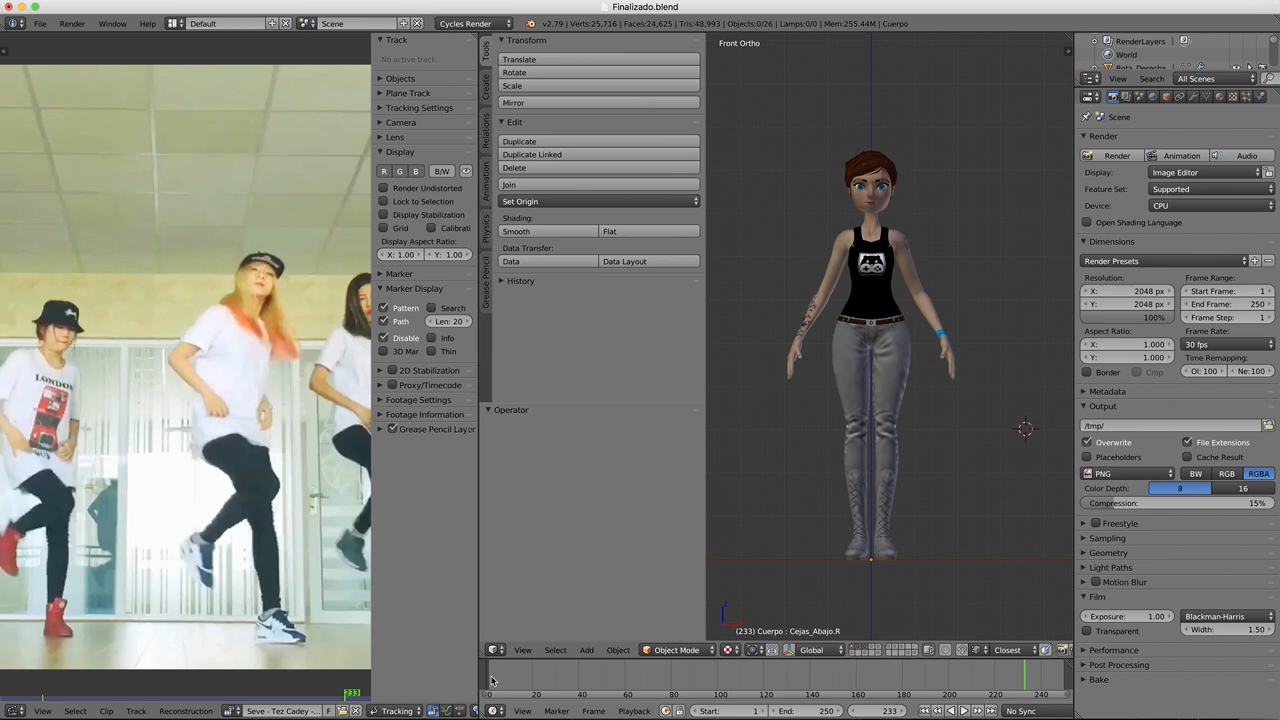 Finalizado.blend
File Render Window Help Default Scene Cycles Render v2.79 | Verts:25,716 | Faces:24,625 | Tris:48,993 | Objects:0/26 | Lamps:0/0 | Mem:255.44M | Cuerpo
Track
No active track
Objects
Plane Track
Tracking Settings
Camera
Lens
Display
R G B B/W
Render Undistorted
Lock to Selection
Display Stabilization
Grid Calibrati
Display Aspect Ratio:
X: 1.00 Y: 1.00
Marker
Marker Display
Pattern Search
Path Len: 20
Disable Info
3D Mar Thin
2D Stabilization
Proxy/Timecode
Footage Settings
Footage Information
Grease Pencil Layer
LONDON
233
View Select Clip Track Reconstruction Seve - Tez Cadey -... F Tracking
Tools
Create
Relations
Animation
Physics
Grease Pencil
Transform
Translate
Rotate
Scale
Mirror
Edit
Duplicate
Duplicate Linked
Delete
Join
Set Origin
Shading:
Smooth Flat
Data Transfer:
Data Data Layout
History
Operator
Front Ortho
(233) Cuerpo : Cejas_Abajo.R
View Select Add Object Object Mode Global Closest
0 20 40 60 80 100 120 140 160 180 200 220 240
View Marker Frame Playback Start: 1 End: 250 233 No Sync
RenderLayers
World
Bota_Derecha
View Search All Scenes
Scene
Render
Render Animation Audio
Display: Image Editor
Feature Set: Supported
Device: CPU
Open Shading Language
Dimensions
Render Presets
Resolution: Frame Range:
X: 2048 px Start Frame: 1
Y: 2048 px End Frame: 250
100% Frame Step: 1
Aspect Ratio: Frame Rate:
X: 1.000 30 fps
Y: 1.000 Time Remapping:
Border Crop Ol: 100 Ne:100
Metadata
Output
/tmp/
Overwrite File Extensions
Placeholders Cache Result
PNG BW RGB RGBA
Color Depth: 8 16
Compression: 15%
Freestyle
Sampling
Geometry
Light Paths
Motion Blur
Film
Exposure: 1.00 Blackman-Harris
Transparent Width: 1.50
Performance
Post Processing
Bake